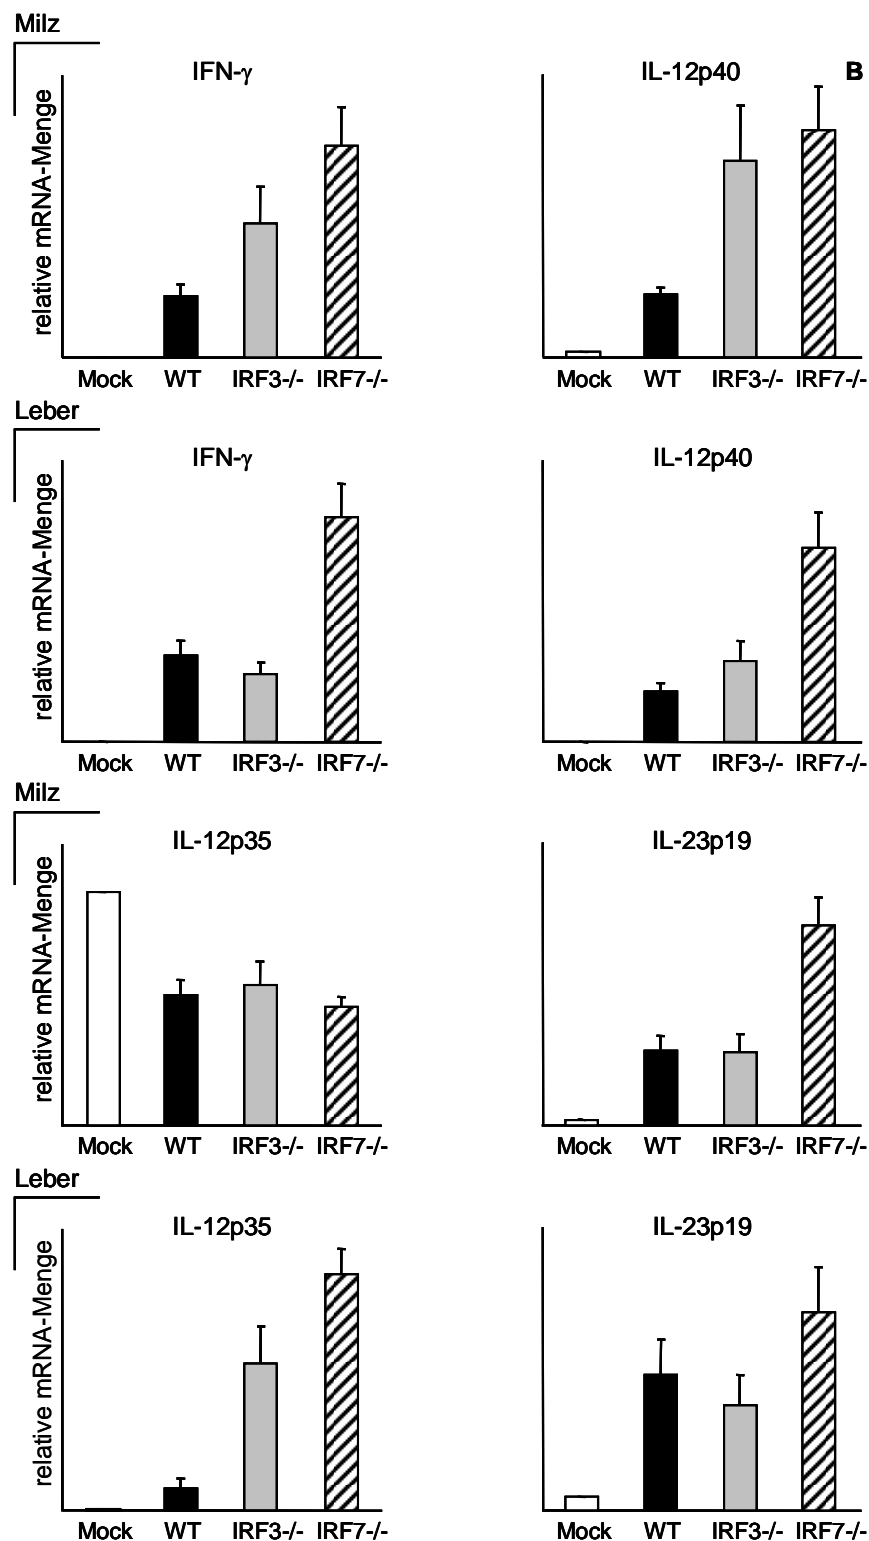 Milz
IFN-γ
IL-12p40
B
relative mRNA-Menge
Mock WT IRF3-/- IRF7-/-
Mock WT IRF3-/- IRF7-/-
Leber
IFN-γ
IL-12p40
relative mRNA-Menge
Mock WT IRF3-/- IRF7-/-
Mock WT IRF3-/- IRF7-/-
Milz
IL-12p35
IL-23p19
relative mRNA-Menge
Mock WT IRF3-/- IRF7-/-
Mock WT IRF3-/- IRF7-/-
Leber
IL-12p35
IL-23p19
relative mRNA-Menge
Mock WT IRF3-/- IRF7-/-
Mock WT IRF3-/- IRF7-/-